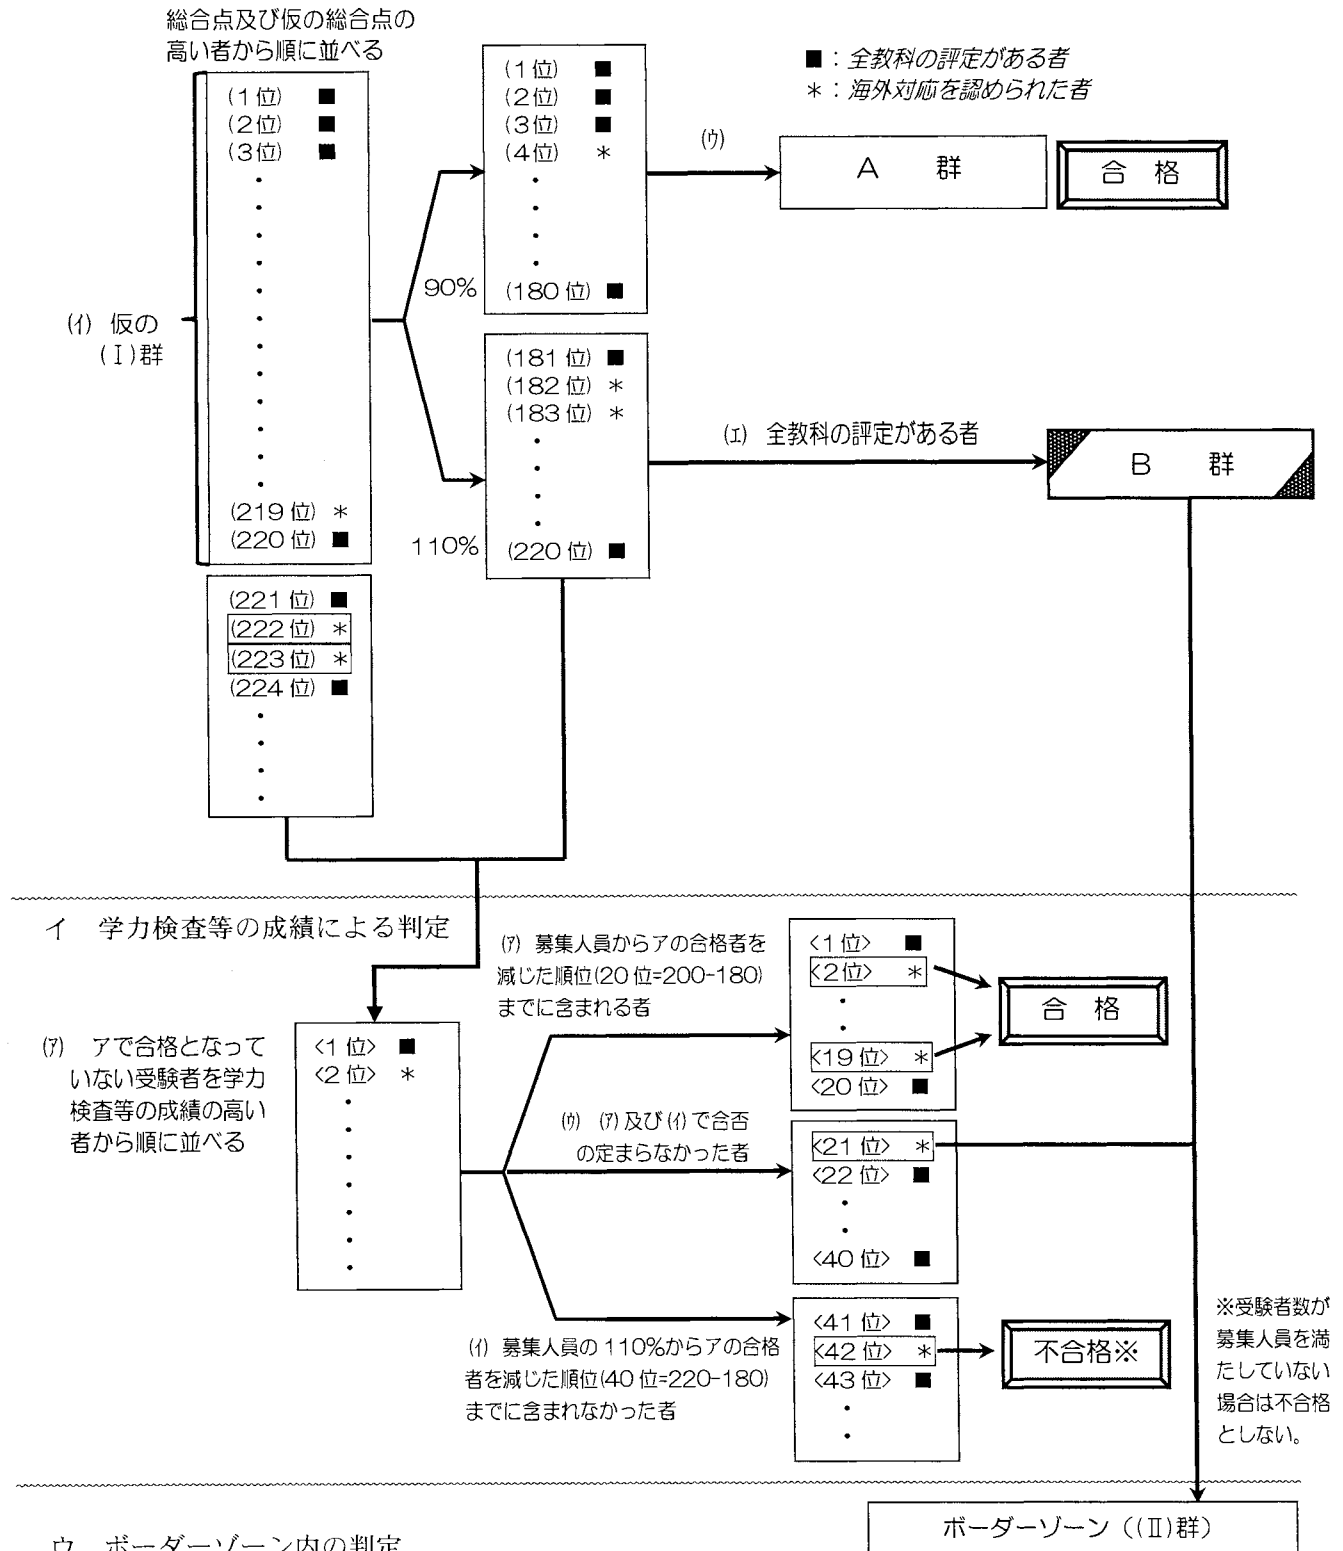 総合点及び仮の総合点の
高い者から順に並べる
(1位) ■
(2位) ■
(3位) ■
(219位) *
(220位) ■
(ｲ) 仮の
(Ⅰ)群
(221位) ■
(222位) *
(223位) *
(224位) ■
90%
110%
(1位) ■
(2位) ■
(3位) ■
(4位) *
(180位) ■
(181位) ■
(182位) *
(183位) *
(220位) ■
■：全教科の評定がある者
*：海外対応を認められた者
(ｳ)
A 群
合 格
(ｴ) 全教科の評定がある者
B 群
イ 学力検査等の成績による判定
(ｱ) アで合格となって
いない受験者を学力
検査等の成績の高い
者から順に並べる
<1位> ■
<2位> *
(ｱ) 募集人員からアの合格者を
減じた順位(20位=200-180)
までに含まれる者
<1位> ■
<2位> *
<19位> *
<20位> ■
合 格
(ｳ) (ｱ)及び(ｲ)で合否
の定まらなかった者
<21位> *
<22位> ■
<40位> ■
(ｲ) 募集人員の110%からアの合格
者を減じた順位(40位=220-180)
までに含まれなかった者
<41位> ■
<42位> *
<43位> ■
不合格※
※受験者数が
募集人員を満
たしていない
場合は不合格
としない。
ボーダーゾーン（(Ⅱ)群）
ウ ボーダーゾーン内の判定